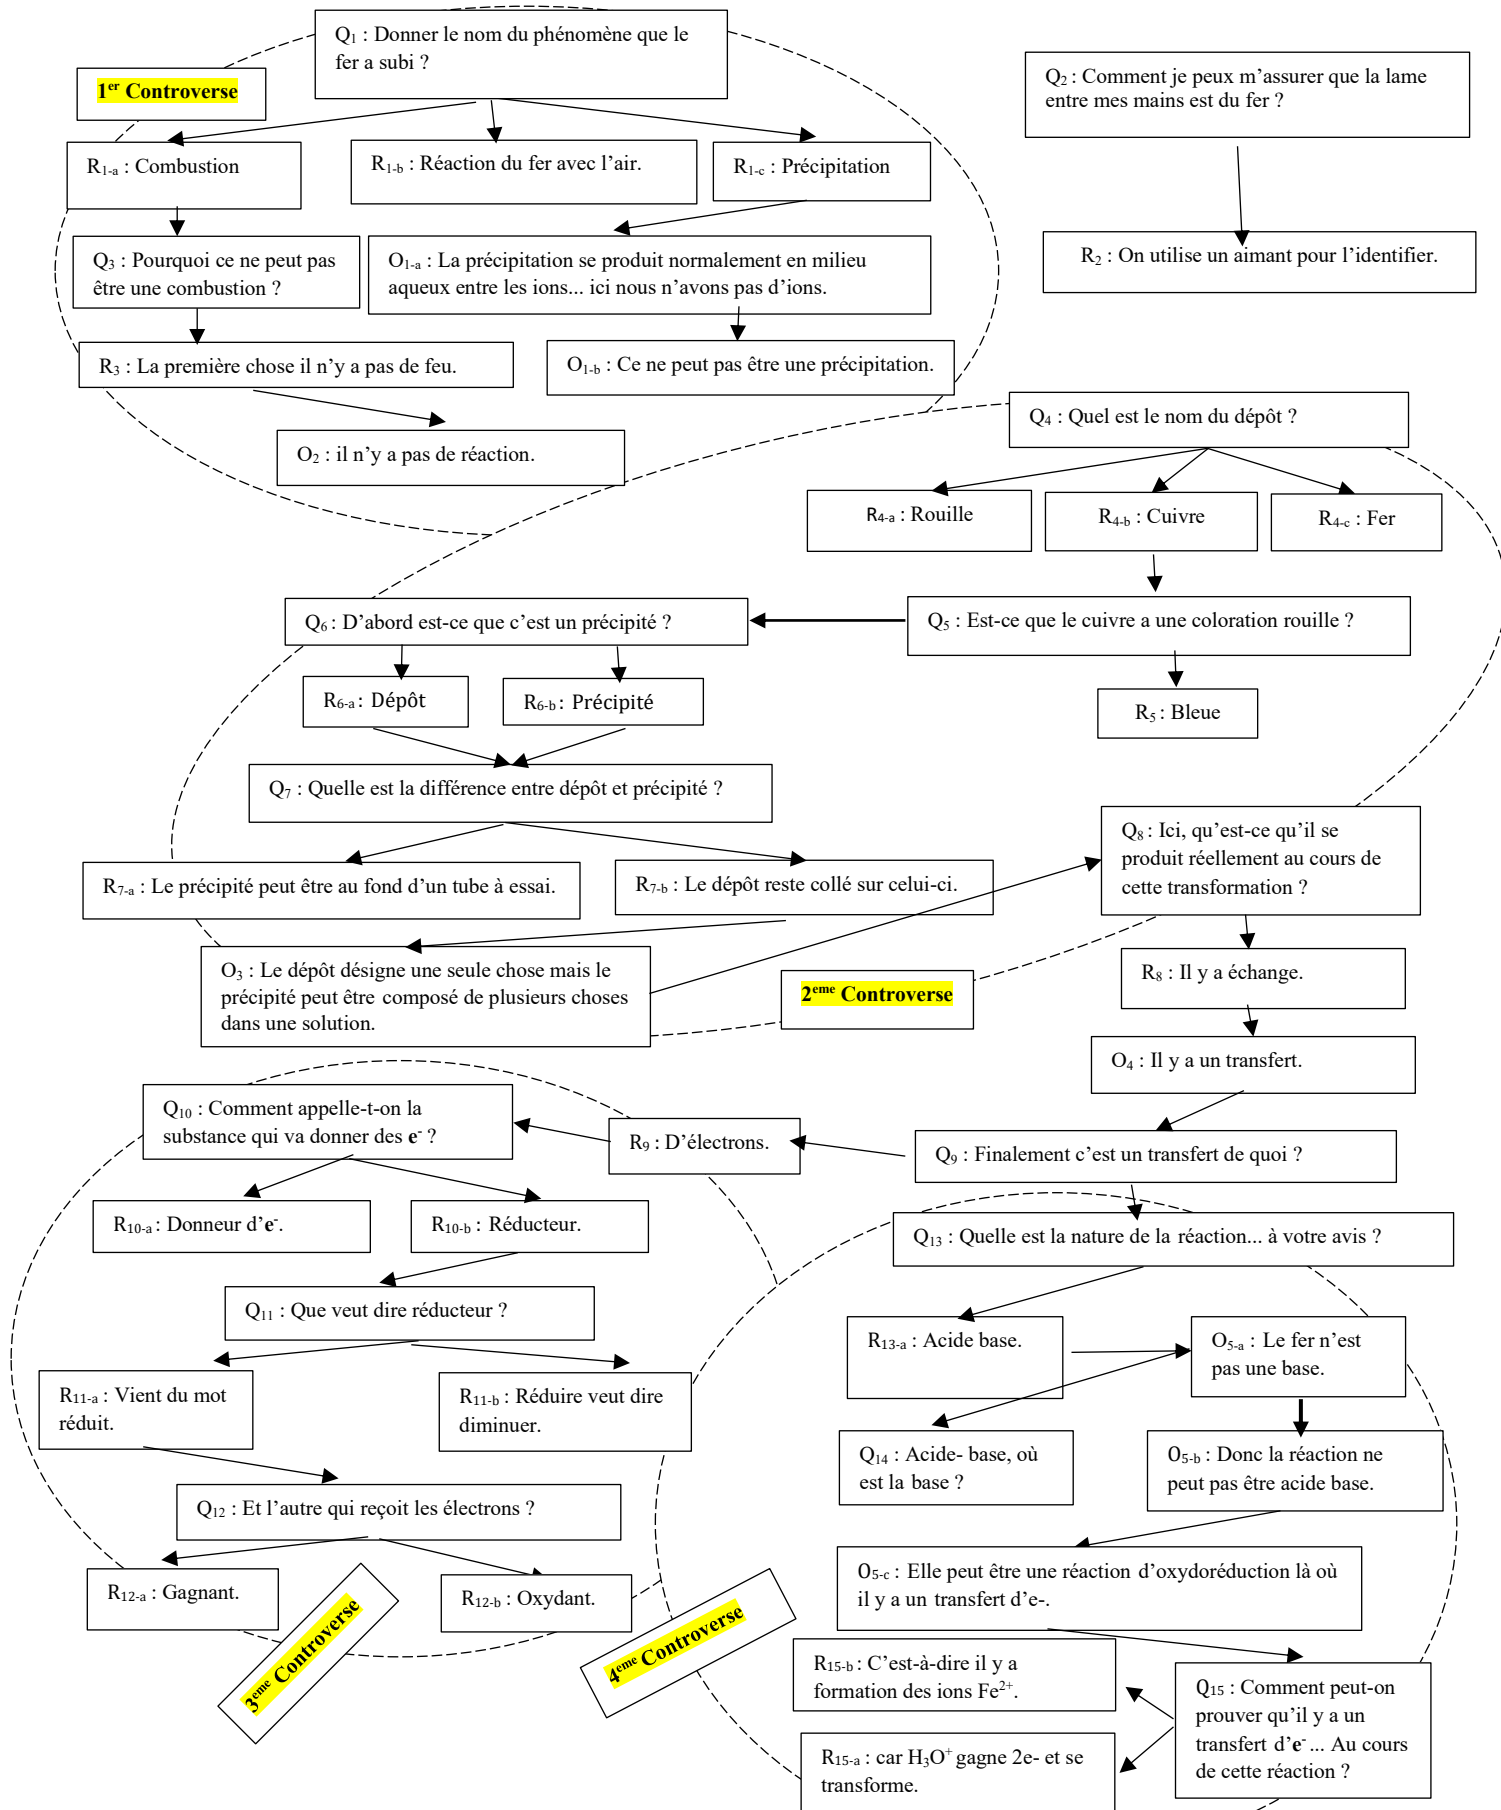 Q1 : Donner le nom du phénomène que le
fer a subi ?
1er Controverse
Q2 : Comment je peux m’assurer que la lame
entre mes mains est du fer ?
R1-a : Combustion
R1-b : Réaction du fer avec l’air.
R1-c : Précipitation
R2 : On utilise un aimant pour l’identifier.
Q3 : Pourquoi ce ne peut pas
être une combustion ?
O1-a : La précipitation se produit normalement en milieu
aqueux entre les ions... ici nous n’avons pas d’ions.
R3 : La première chose il n’y a pas de feu.
O1-b : Ce ne peut pas être une précipitation.
O2 : il n’y a pas de réaction.
Q4 : Quel est le nom du dépôt ?
R4-a : Rouille
R4-b : Cuivre
R4-c : Fer
Q6 : D’abord est-ce que c’est un précipité ?
Q5 : Est-ce que le cuivre a une coloration rouille ?
R6-a : Dépôt
R6-b : Précipité
R5 : Bleue
Q7 : Quelle est la différence entre dépôt et précipité ?
Q8 : Ici, qu’est-ce qu’il se
produit réellement au cours de
cette transformation ?
R7-a : Le précipité peut être au fond d’un tube à essai.
R7-b : Le dépôt reste collé sur celui-ci.
O3 : Le dépôt désigne une seule chose mais le
précipité peut être composé de plusieurs choses
dans une solution.
2eme Controverse
R8 : Il y a échange.
O4 : Il y a un transfert.
Q10 : Comment appelle-t-on la
substance qui va donner des e- ?
R9 : D’électrons.
Q9 : Finalement c’est un transfert de quoi ?
R10-a : Donneur d’e-.
R10-b : Réducteur.
Q13 : Quelle est la nature de la réaction... à votre avis ?
Q11 : Que veut dire réducteur ?
R13-a : Acide base.
O5-a : Le fer n’est
pas une base.
R11-a : Vient du mot
réduit.
R11-b : Réduire veut dire
diminuer.
Q14 : Acide- base, où
est la base ?
O5-b : Donc la réaction ne
peut pas être acide base.
Q12 : Et l’autre qui reçoit les électrons ?
O5-c : Elle peut être une réaction d’oxydoréduction là où
il y a un transfert d’e-.
R12-a : Gagnant.
R12-b : Oxydant.
3eme Controverse
4eme Controverse
R15-b : C’est-à-dire il y a
formation des ions Fe2+.
Q15 : Comment peut-on
prouver qu’il y a un
transfert d’e- ... Au cours
de cette réaction ?
R15-a : car H3O+ gagne 2e- et se
transforme.